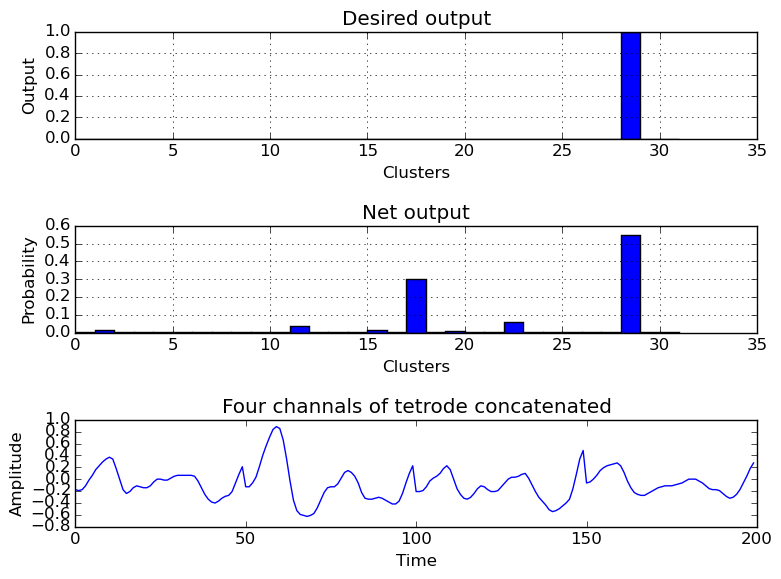 Desired output
1.0
0.8
0.6
0.4
0.2
0.0
Output
0 5 10 15 20 25 30 35
Clusters
Net output
0.6
0.5
0.4
0.3
0.2
0.1
0.0
Probability
0 5 10 15 20 25 30 35
Clusters
Four channals of tetrode concatenated
1.0
0.8
0.6
0.4
0.2
0.0
−0.2
−0.4
−0.6
−0.8
Amplitude
0 50 100 150 200
Time